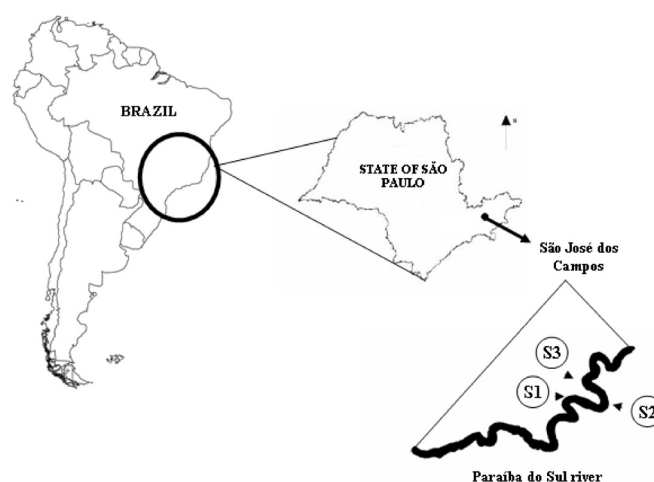 BRAZIL
STATE OF SÃO
PAULO
N
São José dos
Campos
S3
S1
S2
Paraíba do Sul river